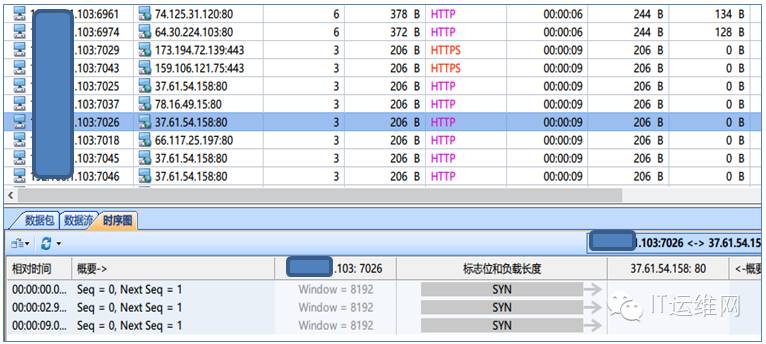 .103:6961 74.125.31.120:80 6 378 B HTTP 00:00:06 244 B 134 B
.103:6974 64.30.224.103:80 6 372 B HTTP 00:00:06 244 B 128 B
.103:7029 173.194.72.139:443 3 206 B HTTPS 00:00:09 206 B 0 B
.103:7043 159.106.121.75:443 3 206 B HTTPS 00:00:09 206 B 0 B
.103:7025 37.61.54.158:80 3 206 B HTTP 00:00:09 206 B 0 B
.103:7037 78.16.49.15:80 3 206 B HTTP 00:00:09 206 B 0 B
.103:7026 37.61.54.158:80 3 206 B HTTP 00:00:09 206 B 0 B
.103:7018 66.117.25.197:80 3 206 B HTTP 00:00:09 206 B 0 B
.103:7045 37.61.54.158:80 3 206 B HTTP 00:00:09 206 B 0 B
.103:7046 37.61.54.158:80 3 206 B HTTP 00:00:09 206 B 0 B
数据包 数据流 时序图
.103:7026 <-> 37.61.54.15
相对时间 概要-> .103: 7026 标志位和负载长度 37.61.54.158: 80 <-概要
00:00:00.0... Seq = 0, Next Seq = 1 Window = 8192 SYN
00:00:02.9... Seq = 0, Next Seq = 1 Window = 8192 SYN
00:00:09.0... Seq = 0, Next Seq = 1 Window = 8192 SYN
IT运维网